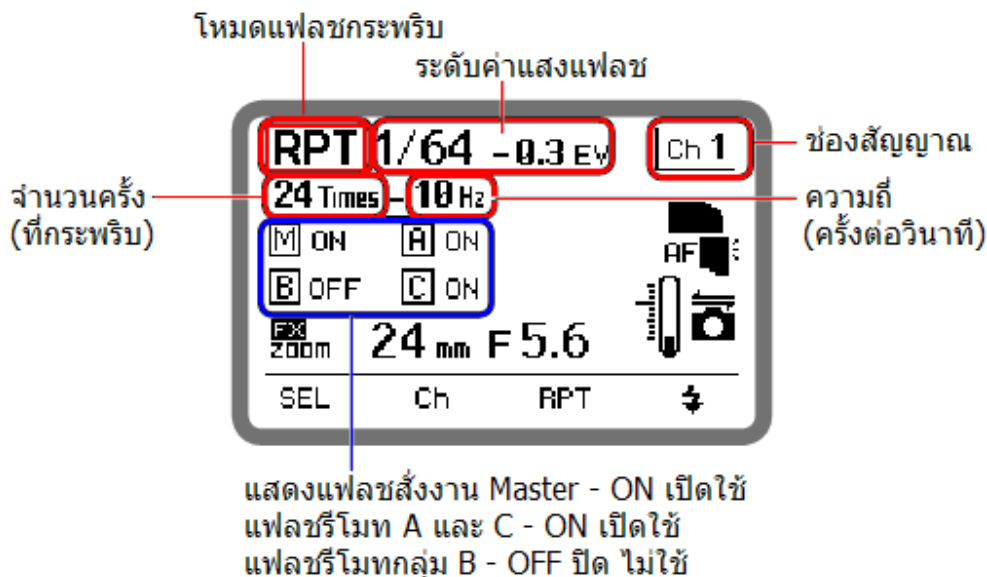 โหมดแฟลชกระพริบ
ระดับค่าแสงแฟลช
RPT 1/64 -0.3 EV Ch 1
ช่องสัญญาณ
จำนวนครั้ง
(ที่กระพริบ)
24 Times - 10 Hz
ความถี่
(ครั้งต่อวินาที)
M ON A ON
AF
B OFF C ON
FX
ZOOM 24 mm F 5.6
SEL Ch RPT
แสดงแฟลชสั่งงาน Master - ON เปิดใช้
แฟลชรีโมท A และ C - ON เปิดใช้
แฟลชรีโมทกลุ่ม B - OFF ปิด ไม่ใช้